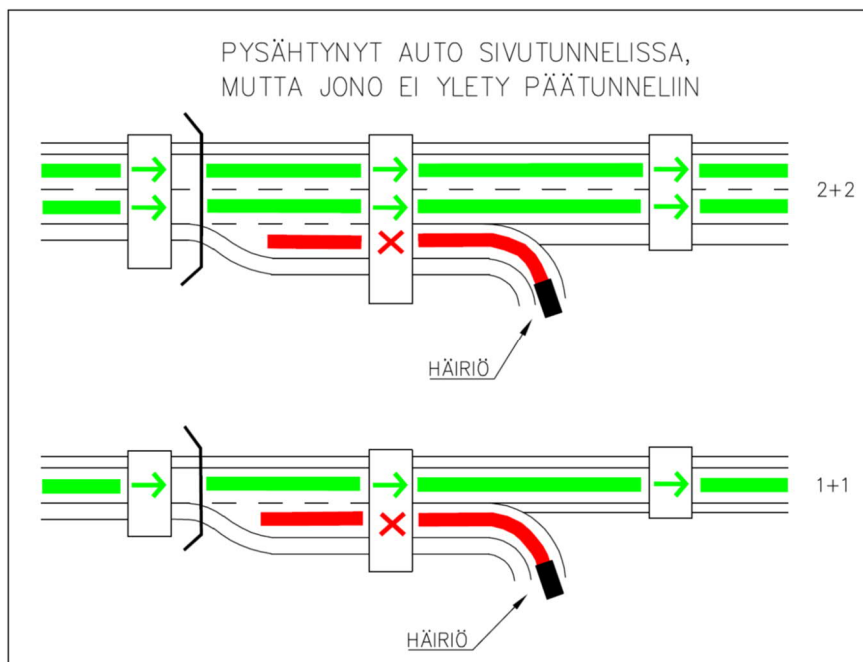 PYSÄHTYNYT AUTO SIVUTUNNELISSA,
MUTTA JONO EI YLETY PÄÄTUNNELIIN
2+2
HÄIRIÖ
1+1
HÄIRIÖ